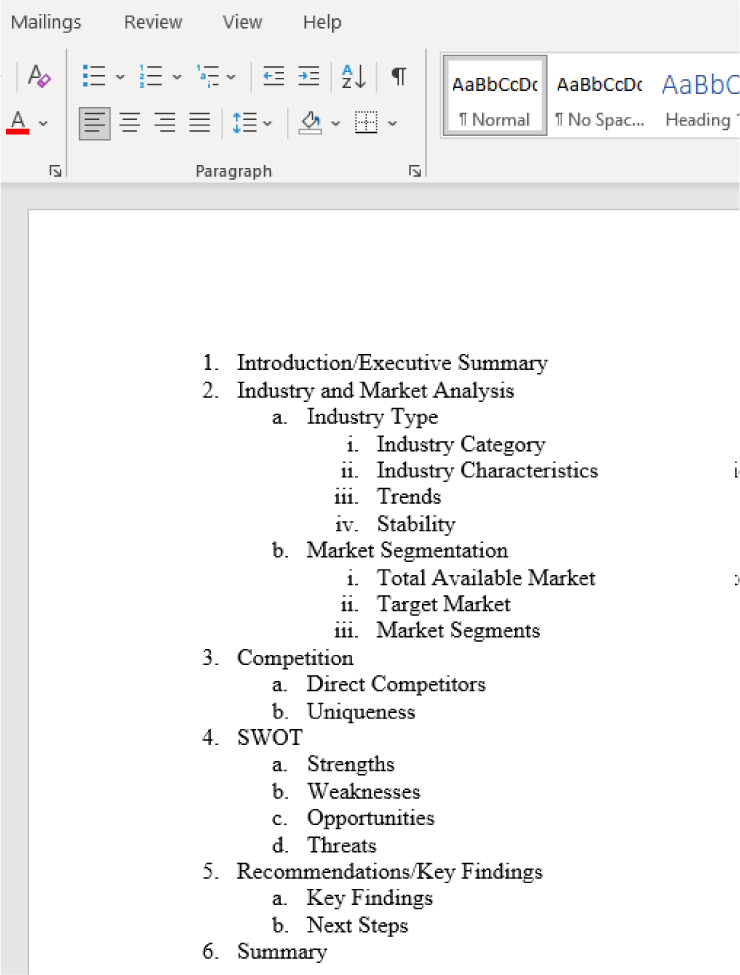 Mailings Review View Help
AaBbCcDc AaBbCcDc AaBbC
¶ Normal ¶ No Spac... Heading
Paragraph
1. Introduction/Executive Summary
2. Industry and Market Analysis
a. Industry Type
i. Industry Category
ii. Industry Characteristics
iii. Trends
iv. Stability
b. Market Segmentation
i. Total Available Market
ii. Target Market
iii. Market Segments
3. Competition
a. Direct Competitors
b. Uniqueness
4. SWOT
a. Strengths
b. Weaknesses
c. Opportunities
d. Threats
5. Recommendations/Key Findings
a. Key Findings
b. Next Steps
6. Summary